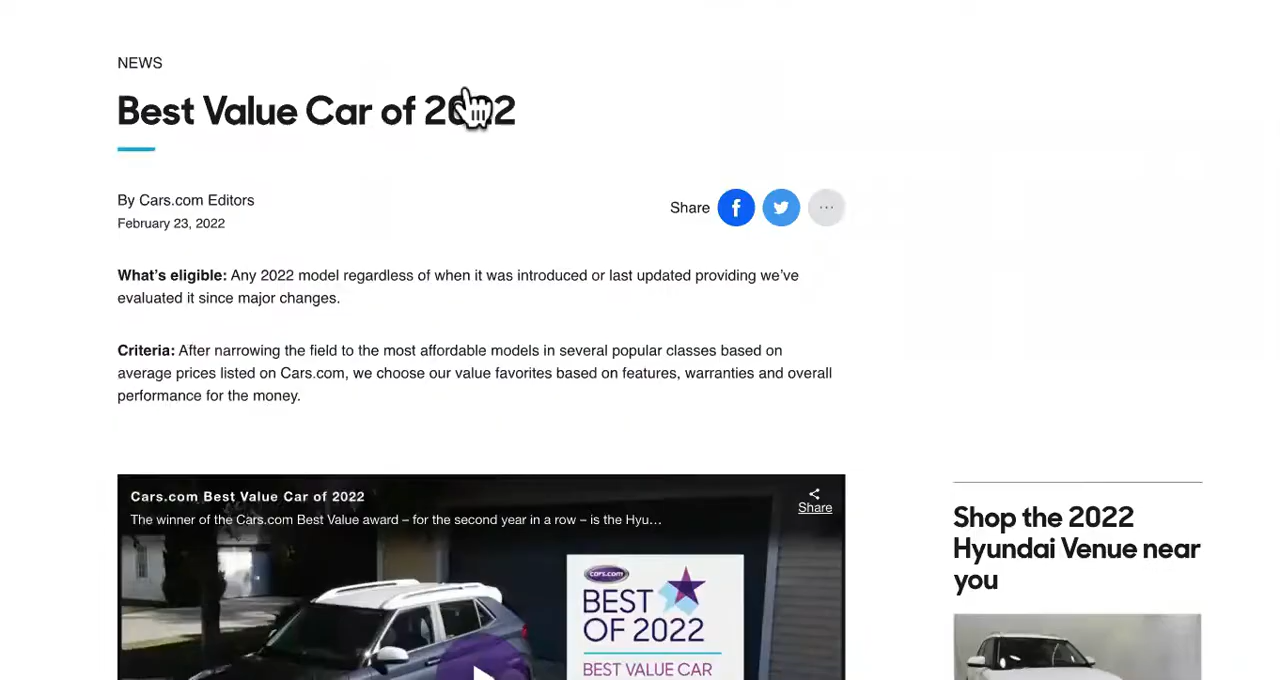 NEWS
Best Value Car of 2022
By Cars.com Editors
February 23, 2022
Share
What's eligible: Any 2022 model regardless of when it was introduced or last updated providing we've
evaluated it since major changes.
Criteria: After narrowing the field to the most affordable models in several popular classes based on
average prices listed on Cars.com, we choose our value favorites based on features, warranties and overall
performance for the money.
Cars.com Best Value Car of 2022
The winner of the Cars.com Best Value award – for the second year in a row – is the Hyu…
Share
cars.com
BEST
OF 2022
BEST VALUE CAR
Shop the 2022
Hyundai Venue near
you